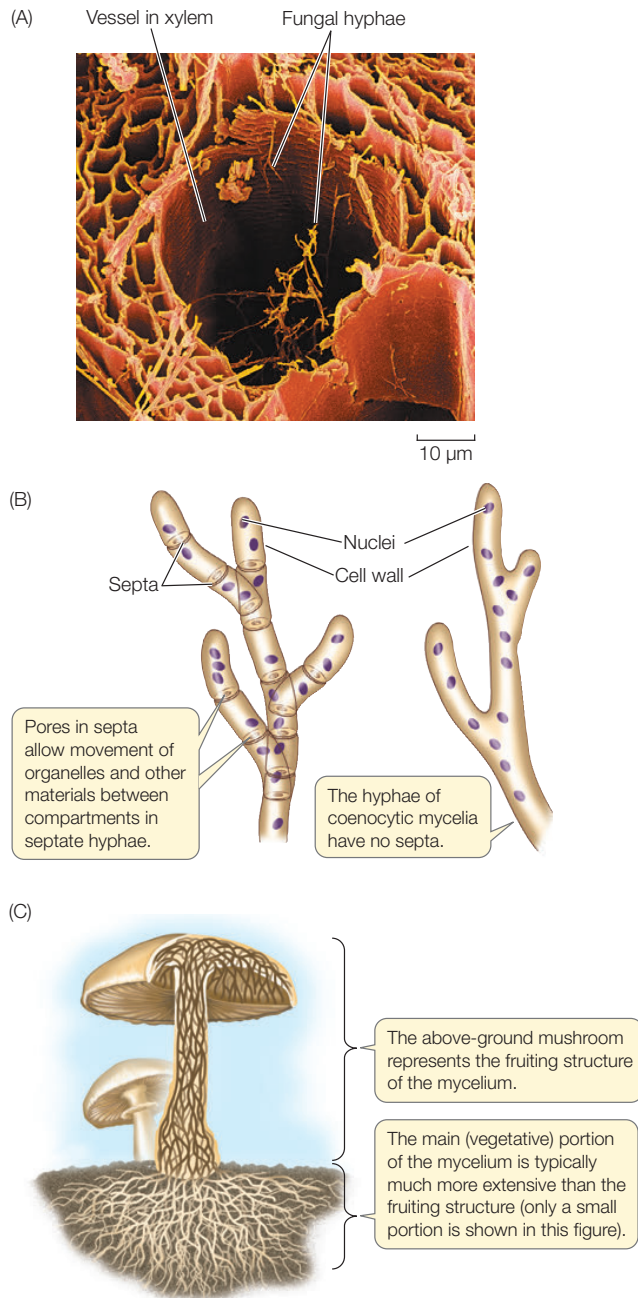 (A)
Vessel in xylem
Fungal hyphae
10 µm
(B)
Nuclei
Cell wall
Septa
Pores in septa
allow movement of
organelles and other
materials between
compartments in
septate hyphae.
The hyphae of
coenocytic mycelia
have no septa.
(C)
The above-ground mushroom
represents the fruiting structure
of the mycelium.
The main (vegetative) portion
of the mycelium is typically
much more extensive than the
fruiting structure (only a small
portion is shown in this figure).